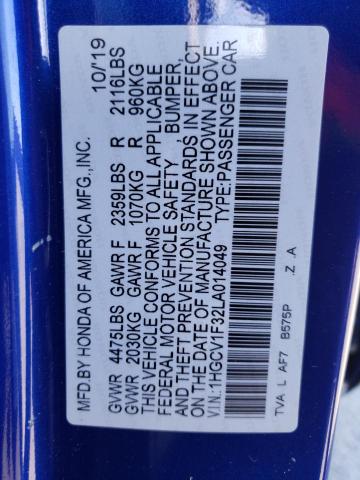 MFD.BY HONDA OF AMERICA MFG.,INC. 10/19
GVWR 4475LBS GAWR F 2359LBS R 2116LBS
GVWR 2030KG GAWR F 1070KG R 960KG
THIS VEHICLE CONFORMS TO ALL APPLICABLE
FEDERAL MOTOR VEHICLE SAFETY, BUMPER,
AND THEFT PREVENTION STANDARDS IN EFFECT
ON THE DATE OF MANUFACTURE SHOWN ABOVE.
V.I.N.:1HGCV1F32LA014049 TYPE:PASSENGER CAR
TVA L AF7 B575P .Z .A